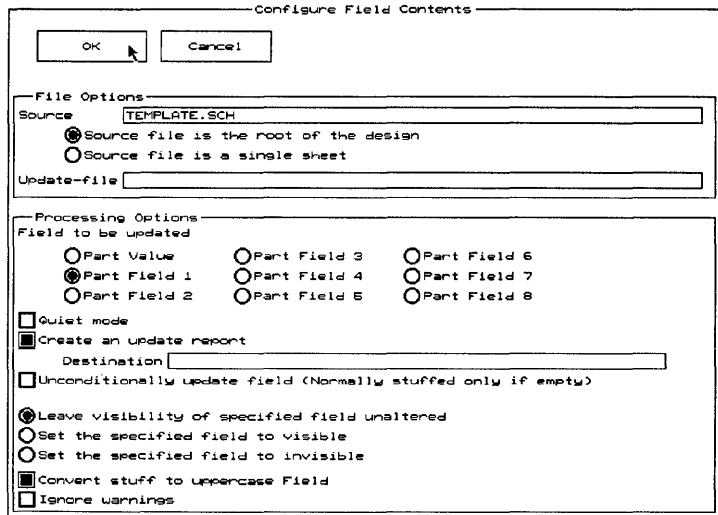 Configure Field Contents
OK Cancel
File Options
Source TEMPLATE.SCH
Source file is the root of the design
Source file is a single sheet
Update-file
Processing Options
Field to be updated
Part Value Part Field 3 Part Field 6
Part Field 1 Part Field 4 Part Field 7
Part Field 2 Part Field 5 Part Field 8
Quiet mode
Create an update report
Destination
Unconditionally update field (Normally stuffed only if empty)
Leave visibility of specified field unaltered
Set the specified field to visible
Set the specified field to invisible
Convert stuff to uppercase Field
Ignore warnings